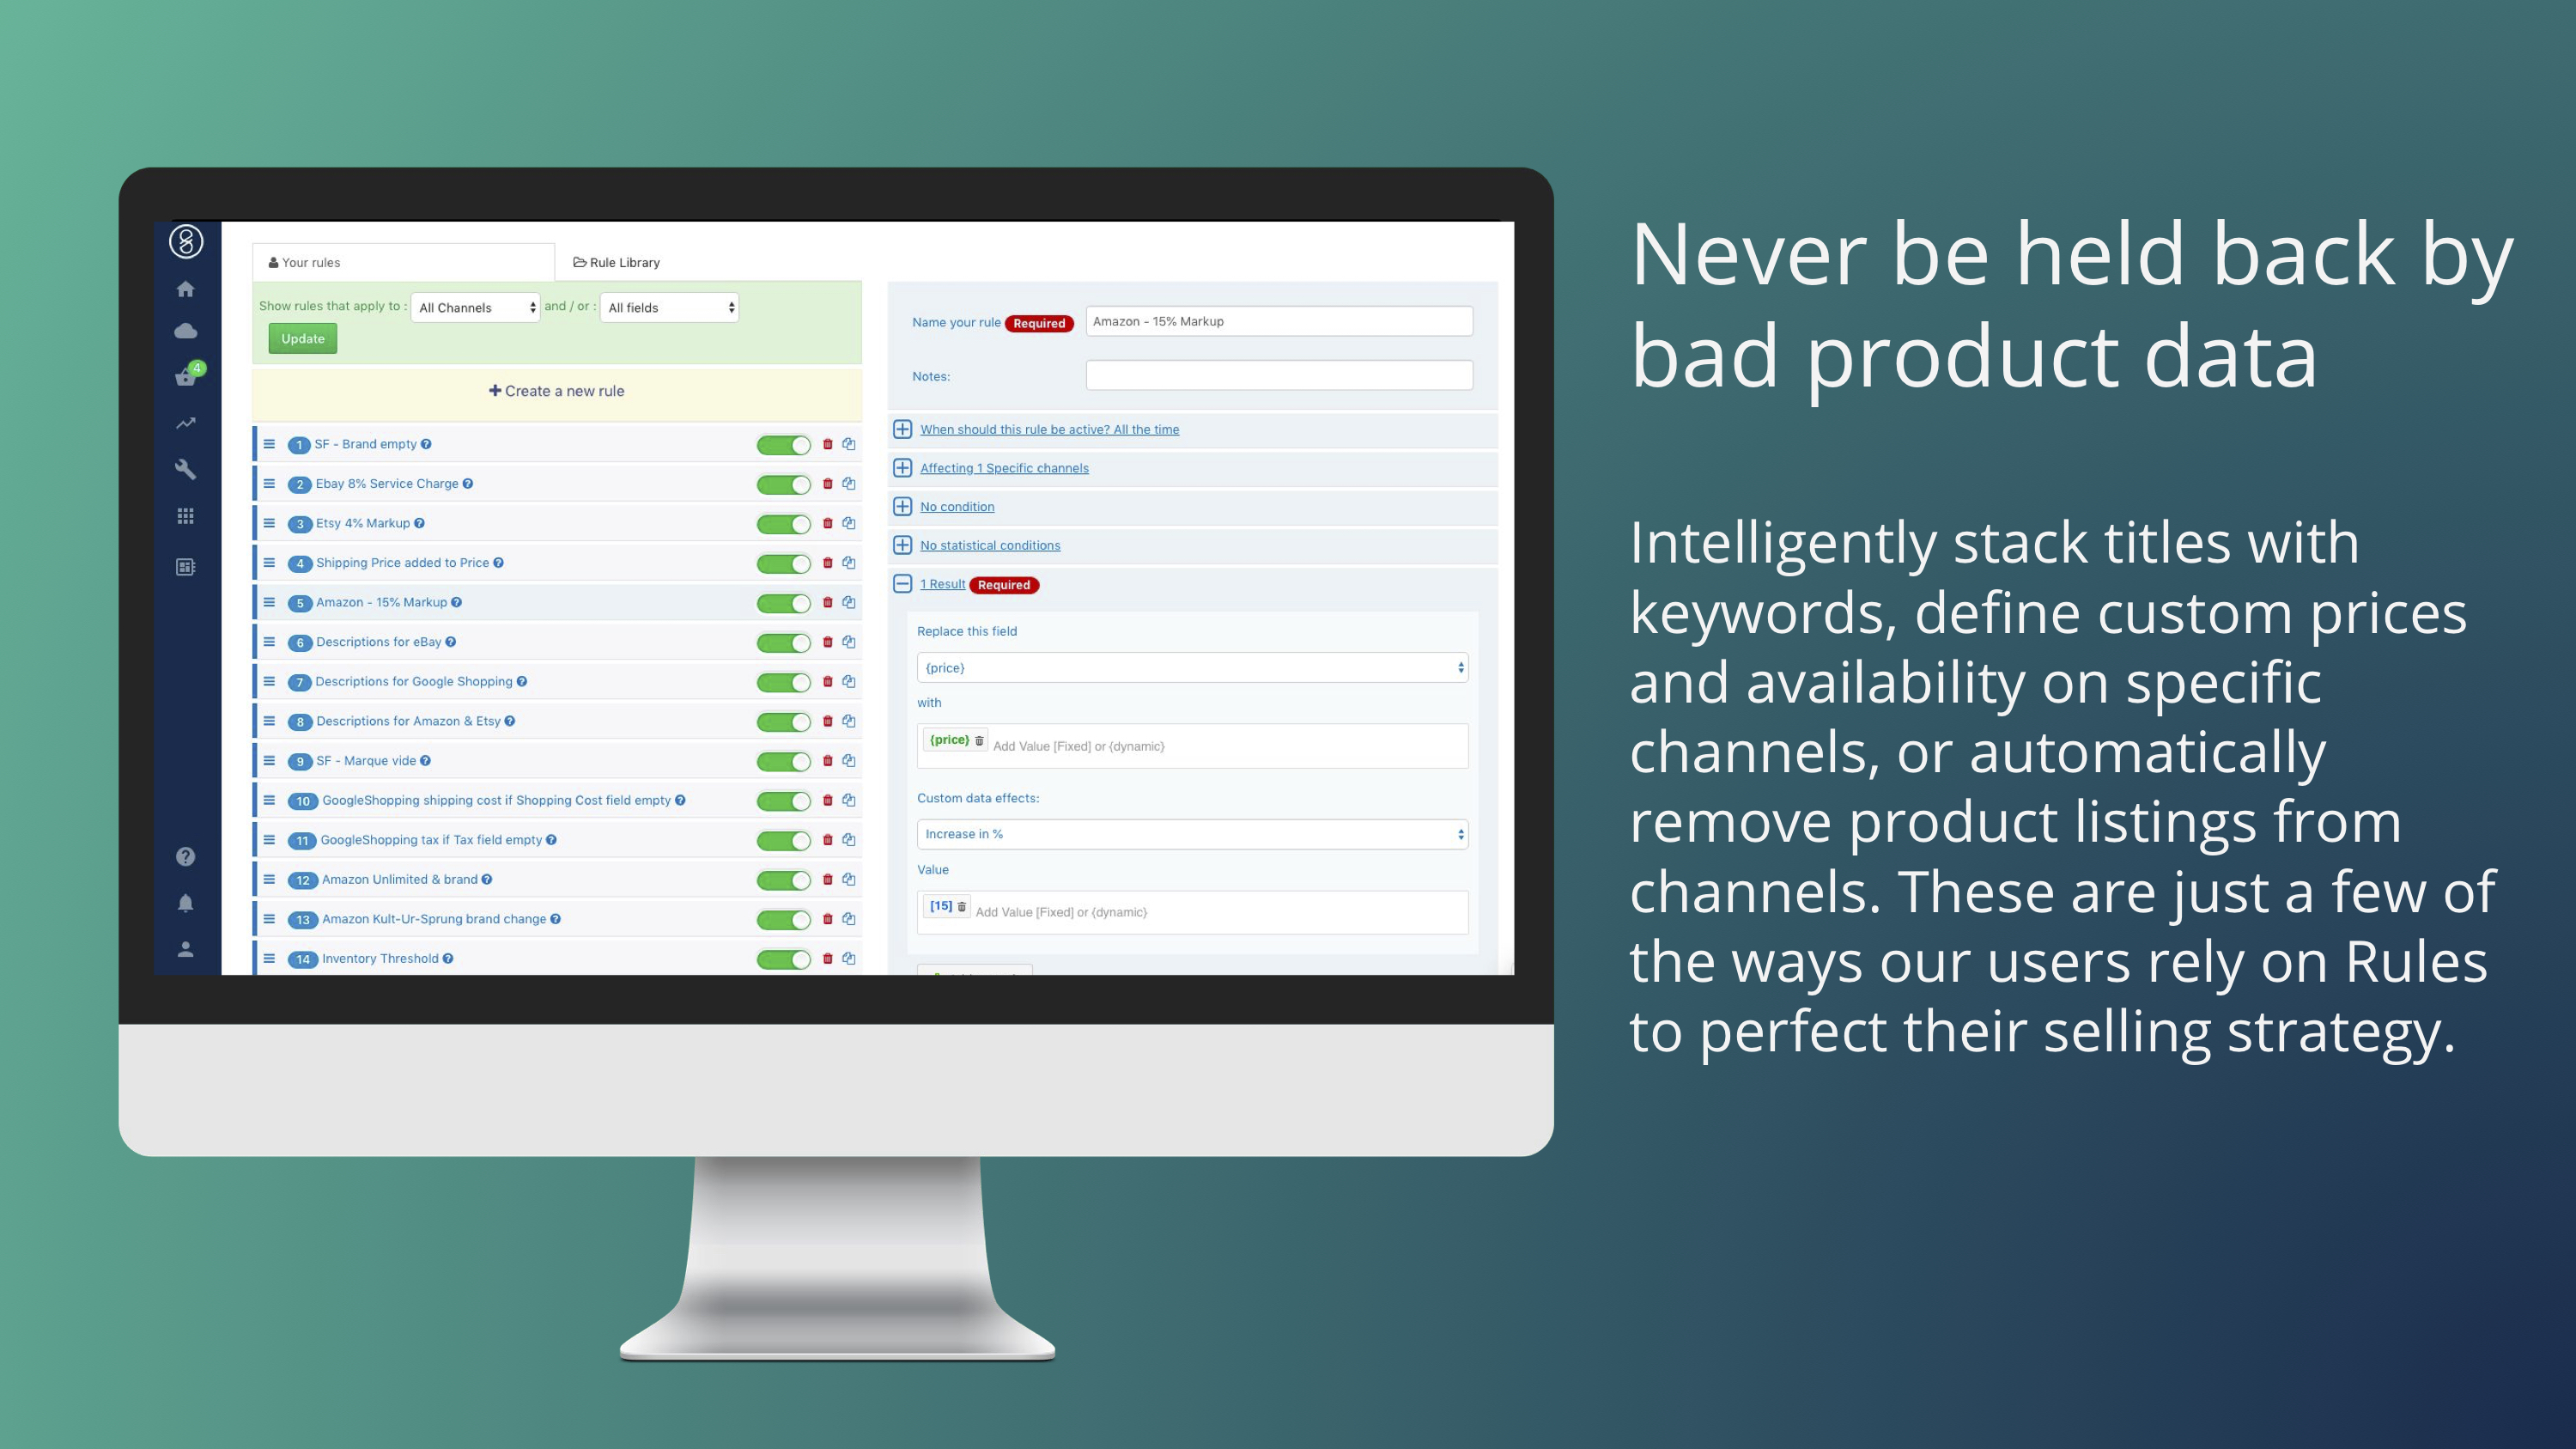 Your rules
Rule Library
Show rules that apply to : All Channels and / or : All fields
Update
Create a new rule
1 SF - Brand empty
2 Ebay 8% Service Charge
3 Etsy 4% Markup
4 Shipping Price added to Price
5 Amazon - 15% Markup
6 Descriptions for eBay
7 Descriptions for Google Shopping
8 Descriptions for Amazon & Etsy
9 SF - Marque vide
10 GoogleShopping shipping cost if Shopping Cost field empty
11 GoogleShopping tax if Tax field empty
12 Amazon Unlimited & brand
13 Amazon Kult-Ur-Sprung brand change
14 Inventory Threshold
4
Name your rule Required Amazon - 15% Markup
Notes:
When should this rule be active? All the time
Affecting 1 Specific channels
No condition
No statistical conditions
1 Result Required
Replace this field
{price}
with
{price} Add Value [Fixed] or {dynamic}
Custom data effects:
Increase in %
Value
[15] Add Value [Fixed] or {dynamic}
Never be held back by
bad product data
Intelligently stack titles with
keywords, define custom prices
and availability on specific
channels, or automatically
remove product listings from
channels. These are just a few of
the ways our users rely on Rules
to perfect their selling strategy.